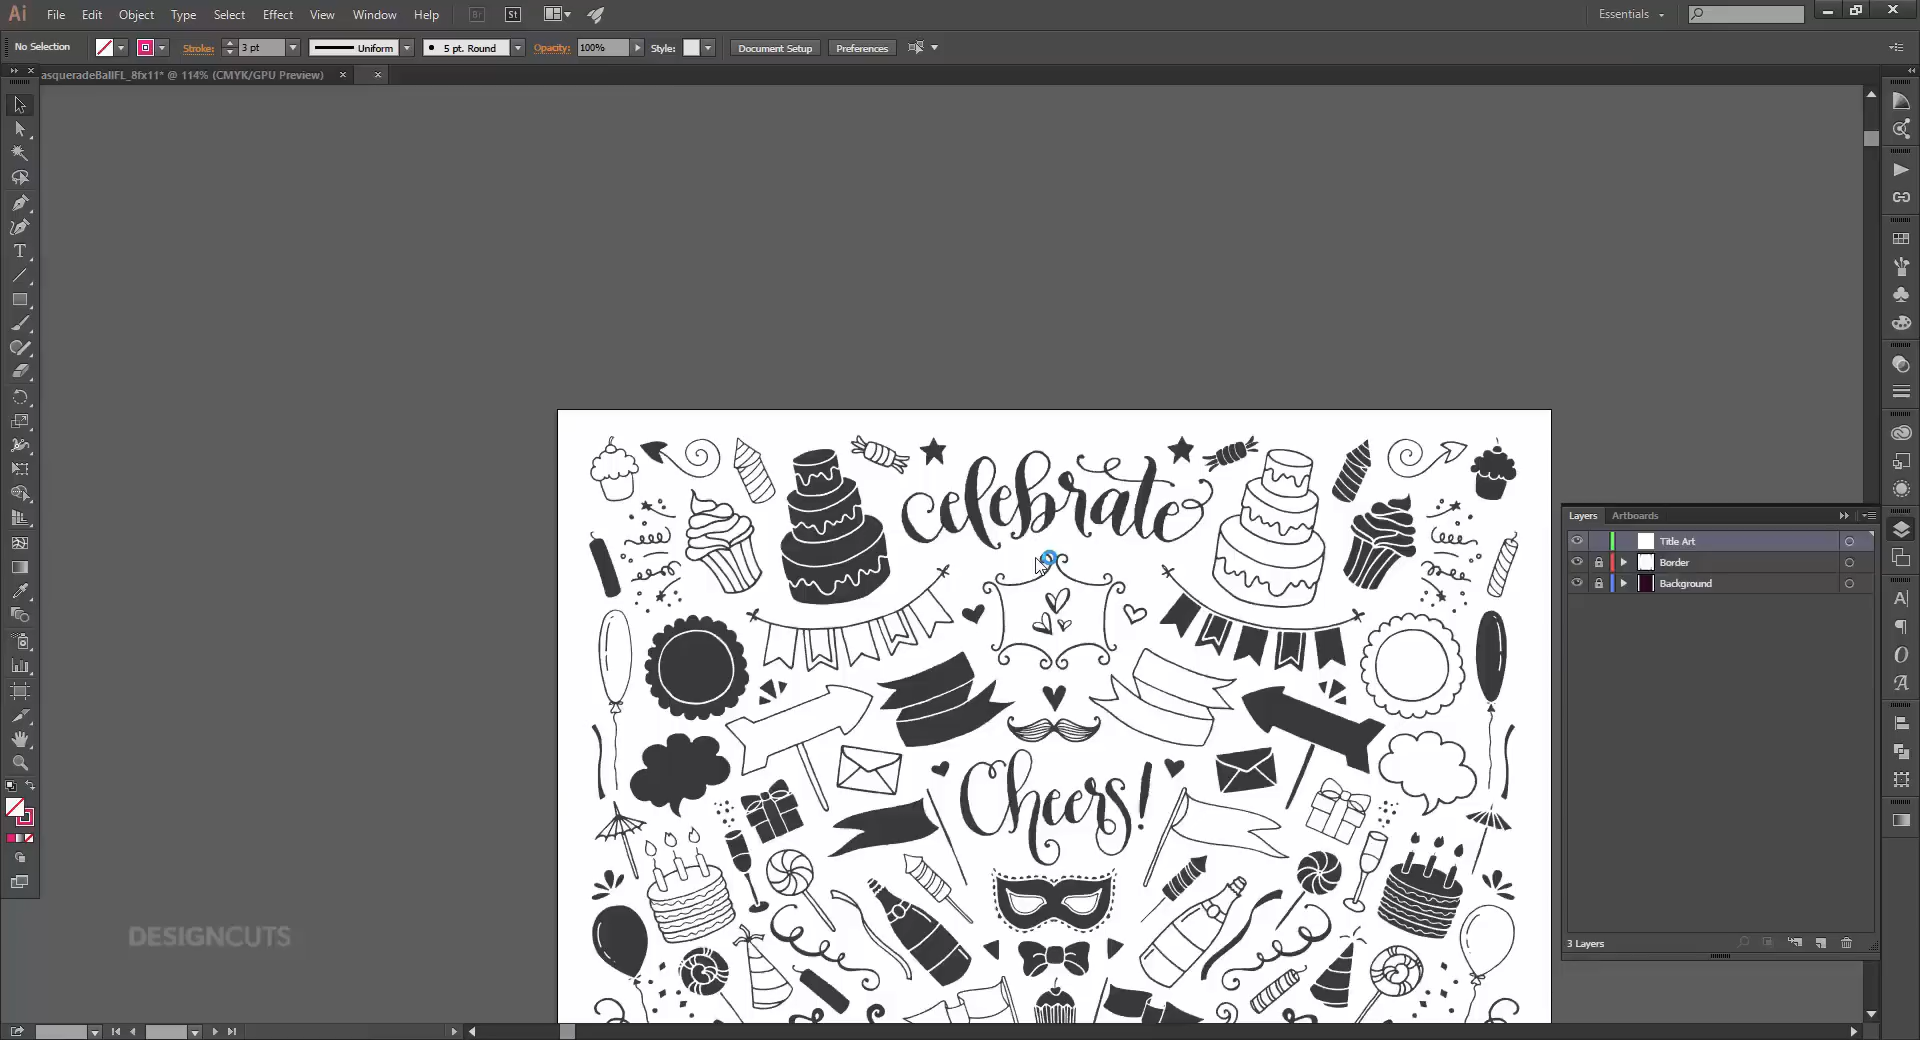 Ai File Edit Object Type Select Effect View Window Help Br St Essentials
No Selection Stroke: 3 pt Uniform 5 pt. Round Opacity: 100% Style: Document Setup Preferences
asqueradeBallFL_8fx11* @ 114% (CMYK/GPU Preview)
celebrate
Cheers!
Layers Artboards
Title Art
Border
Background
3 Layers
DESIGNCUTS